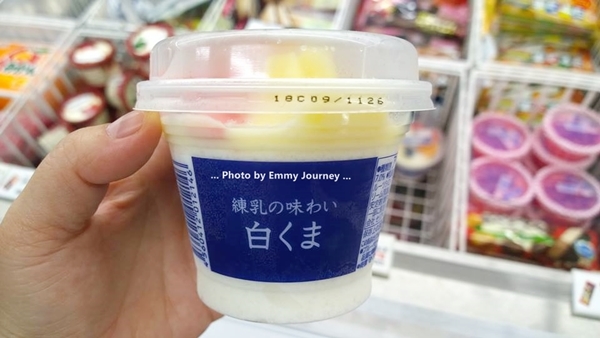 18C09/1126
... Photo by Emmy Journey ...
練乳の味わい
白くま